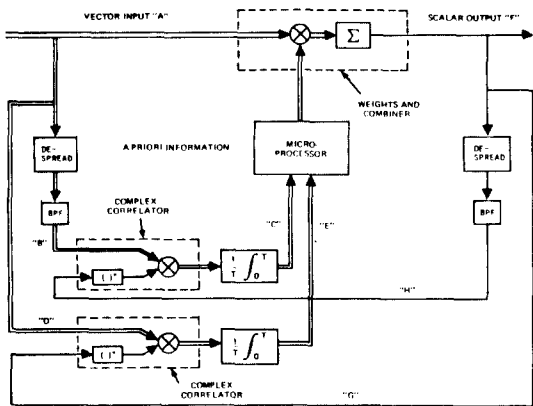 VECTOR INPUT "A"
SCALAR OUTPUT "F"
Σ
WEIGHTS AND
COMBINER
DE-
SPREAD
A PRIORI INFORMATION
MICRO-
PROCESSOR
DE-
SPREAD
BPF
COMPLEX
CORRELATOR
BPF
"B"
"C"
"E"
( )*
1/T ∫₀ᵀ
"H"
"D"
( )*
1/T ∫₀ᵀ
COMPLEX
CORRELATOR
"G"